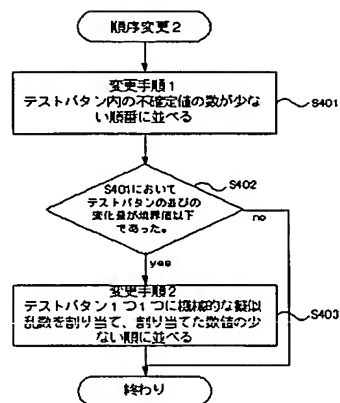 順序変更2
変更手順1
テストパタン内の不確定値の数が少な
い順番に並べる
S401
S401において
テストパタンの並びの
変化量が境界値以下
であった。
S402
no
yes
変更手順2
テストパタン1つ1つに機械的な擬似
乱数を割り当て、割り当てた数値の少
ない順に並べる
S403
終わり